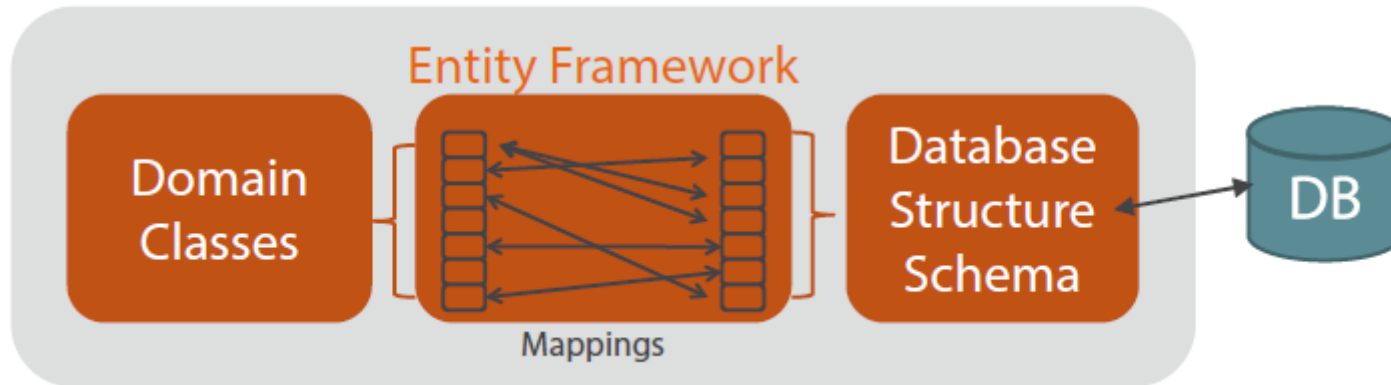 Entity Framework
Domain
Classes
Database
Structure
Schema
DB
Mappings